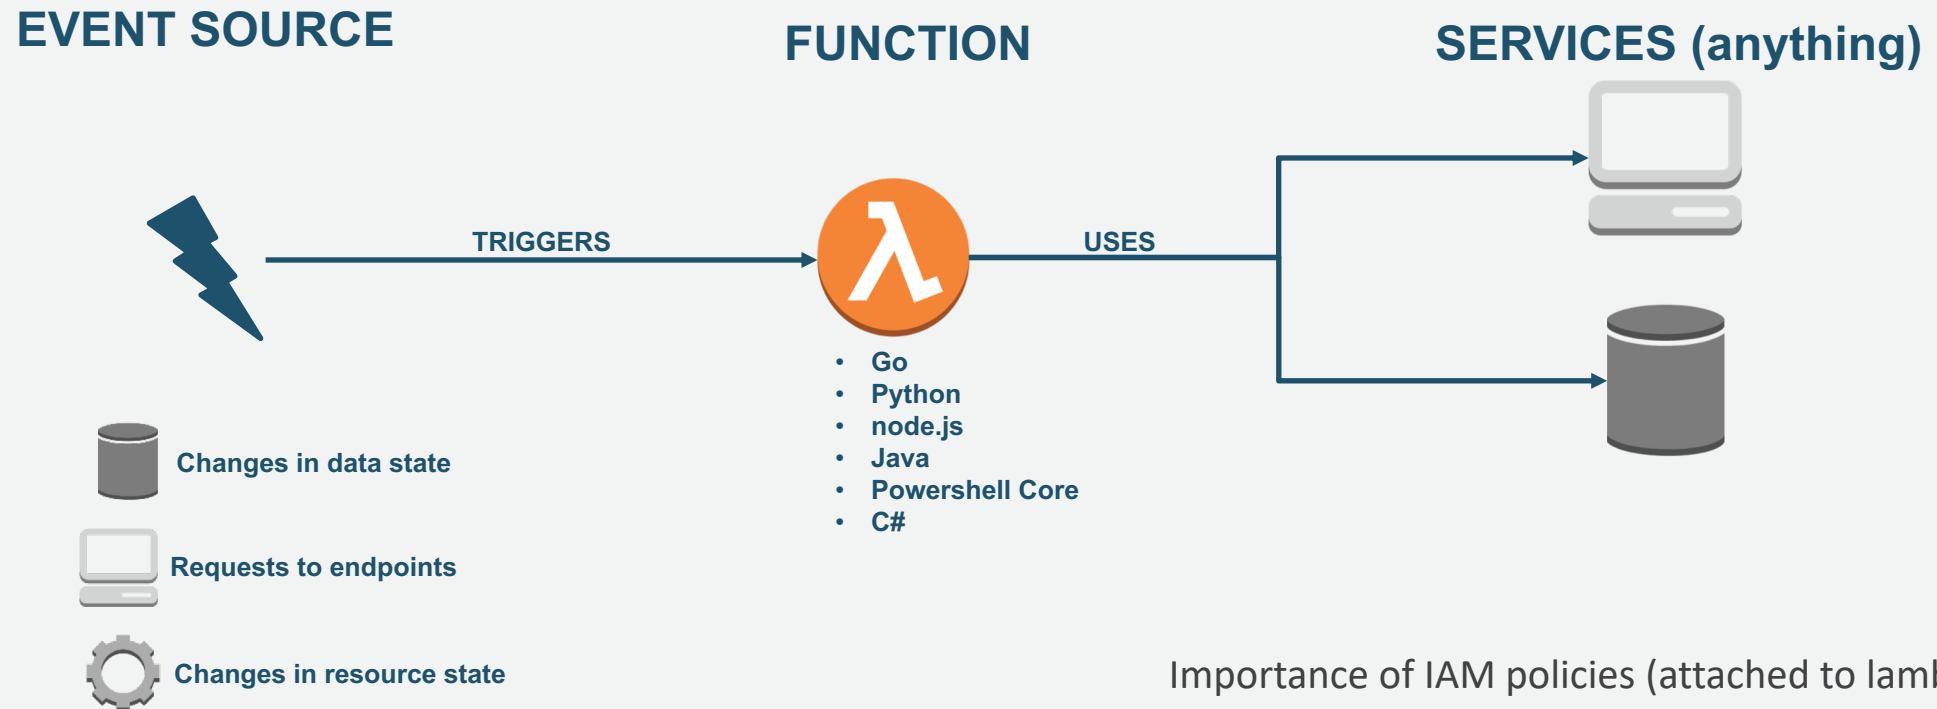 EVENT SOURCE
FUNCTION
SERVICES (anything)
TRIGGERS
USES
• Go
• Python
• node.js
• Java
• Powershell Core
• C#
Changes in data state
Requests to endpoints
Changes in resource state
Importance of IAM policies (attached to